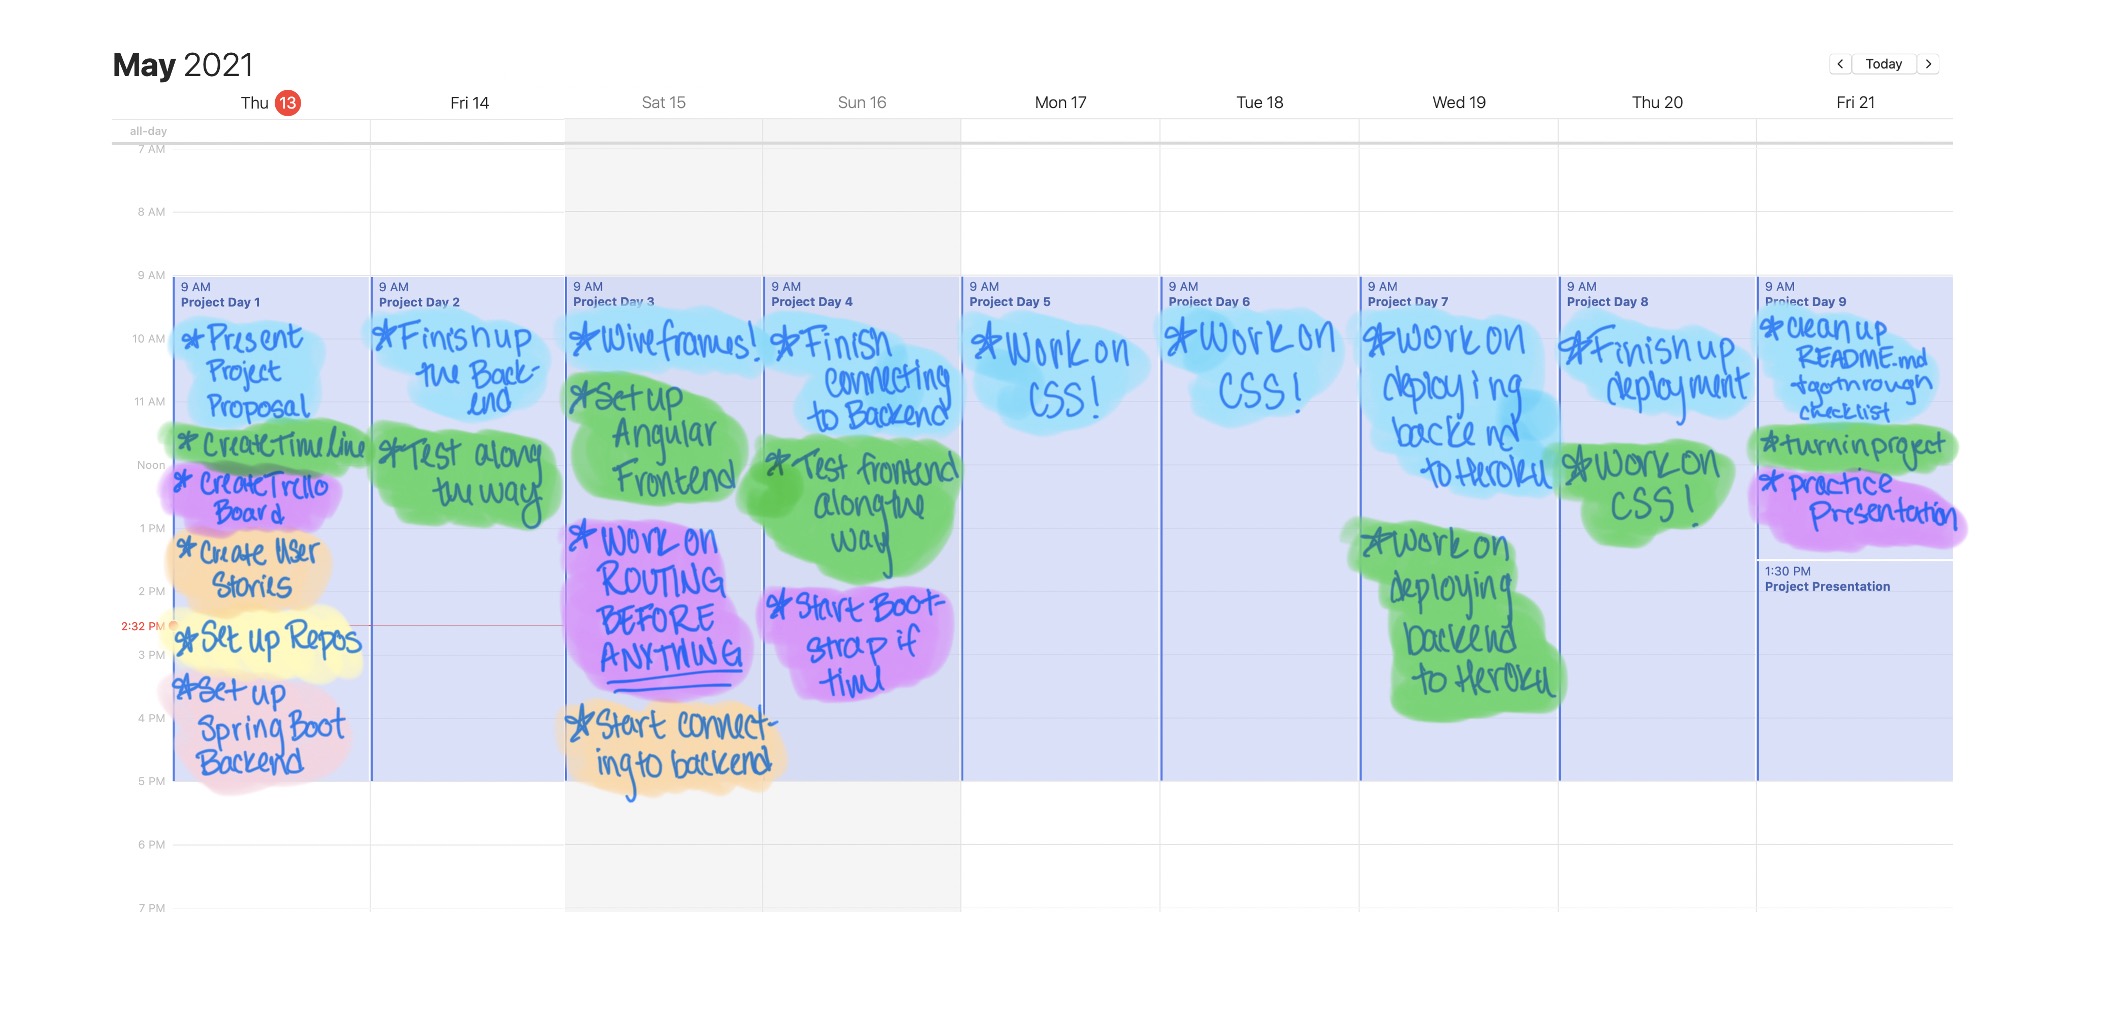 May 2021
< Today >
Thu 13
Fri 14
Sat 15
Sun 16
Mon 17
Tue 18
Wed 19
Thu 20
Fri 21
all-day
7 AM
8 AM
9 AM
10 AM
11 AM
Noon
1 PM
2 PM
2:32 PM
3 PM
4 PM
5 PM
6 PM
7 PM
9 AM
Project Day 1
*Present
Project
Proposal
*Create Timeline
*Create Trello
Board
*Create User
Stories
*Set up Repos
*Set up
Spring Boot
Backend
9 AM
Project Day 2
*Finish up
the Back-
end
*Test along
the way
9 AM
Project Day 3
*Wireframes!
*Set up
Angular
Frontend
*Work on
ROUTING
BEFORE
ANYTHING
*Start connect-
ing to backend
9 AM
Project Day 4
*Finish
connecting
to Backend
*Test frontend
along the
way
*Start Boot-
strap if
time
9 AM
Project Day 5
*Work on
CSS!
9 AM
Project Day 6
*Work on
CSS!
9 AM
Project Day 7
*Work on
deploying
backend
to Heroku
*Work on
deploying
backend
to Heroku
9 AM
Project Day 8
*Finish up
deployment
*Work on
CSS!
9 AM
Project Day 9
*clean up
README.md
+ go through
checklist
*turn in project
*practice
Presentation
1:30 PM
Project Presentation